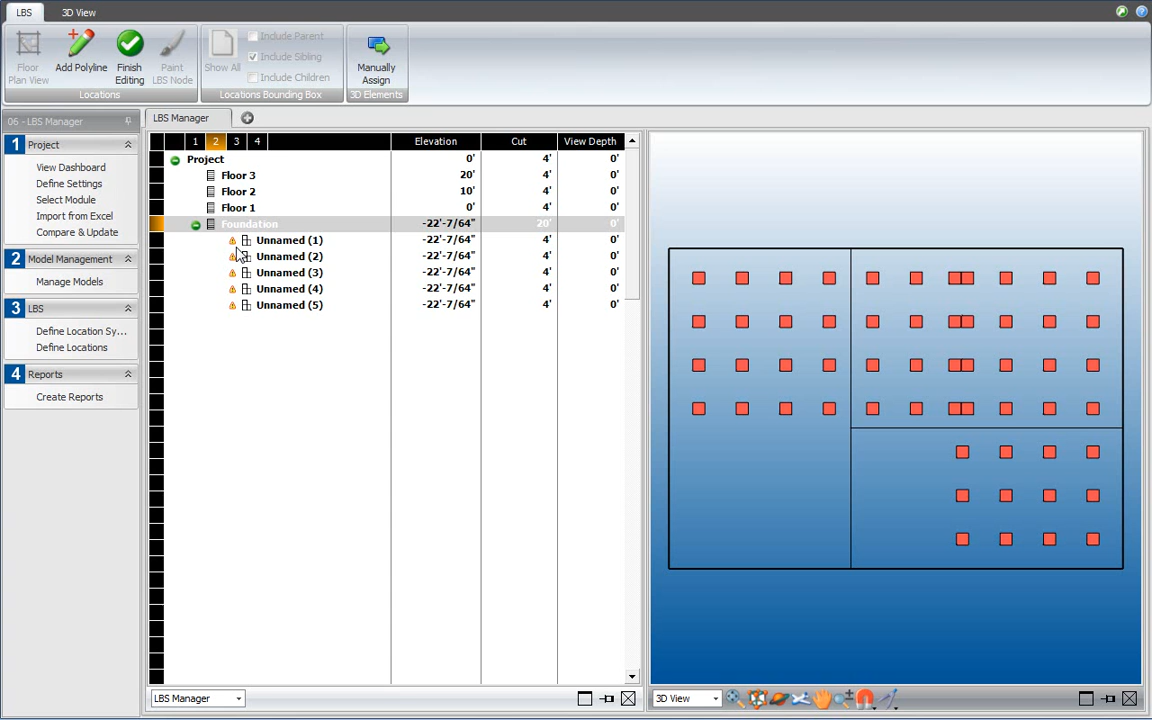 LBS 3D View
Floor Plan View
Add Polyline
Finish Editing
Paint LBS Node
Locations
Show All
Include Parent
Include Sibling
Include Children
Locations Bounding Box
Manually Assign
3D Elements
06 - LBS Manager
1 Project
View Dashboard
Define Settings
Select Module
Import from Excel
Compare & Update
2 Model Management
Manage Models
3 LBS
Define Location Sy...
Define Locations
4 Reports
Create Reports
LBS Manager
1 2 3 4 Elevation Cut View Depth
Project 0' 4' 0'
Floor 3 20' 4' 0'
Floor 2 10' 4' 0'
Floor 1 0' 4' 0'
Foundation -22'-7/64" 20' 0'
Unnamed (1) -22'-7/64" 4' 0'
Unnamed (2) -22'-7/64" 4' 0'
Unnamed (3) -22'-7/64" 4' 0'
Unnamed (4) -22'-7/64" 4' 0'
Unnamed (5) -22'-7/64" 4' 0'
LBS Manager
3D View